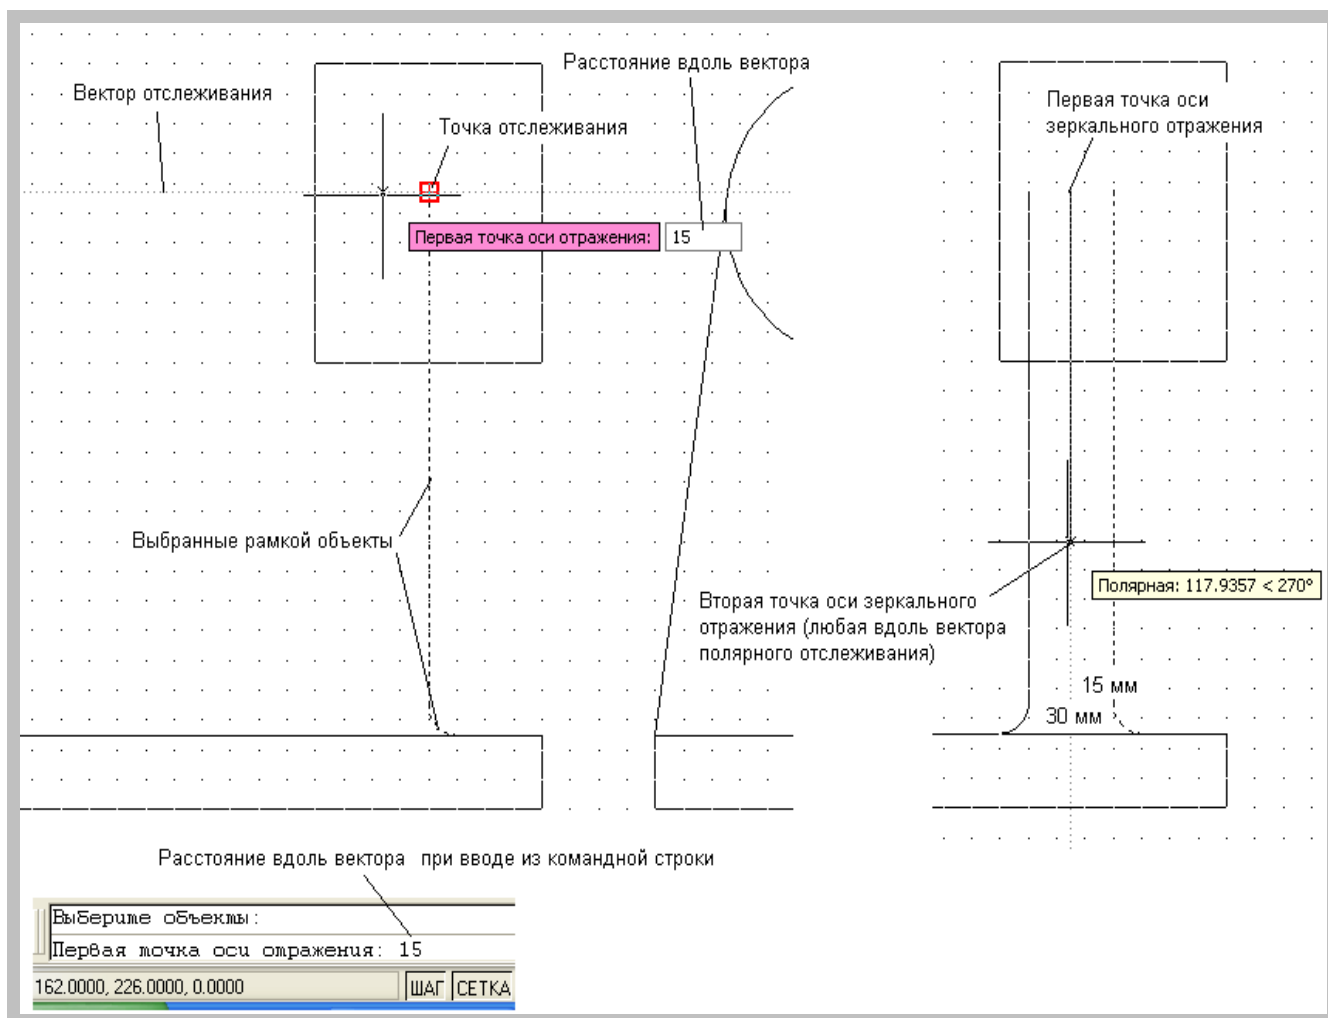 Расстояние вдоль вектора
Вектор отслеживания
Точка отслеживания
Первая точка оси
зеркального отражения
Первая точка оси отражения: 15
Выбранные рамкой объекты
Полярная: 117.9357 < 270°
Вторая точка оси зеркального
отражения (любая вдоль вектора
полярного отслеживания)
15 мм
30 мм
Расстояние вдоль вектора при вводе из командной строки
Выберите объекты:
Первая точка оси отражения: 15
162.0000, 226.0000, 0.0000 ШАГ СЕТКА